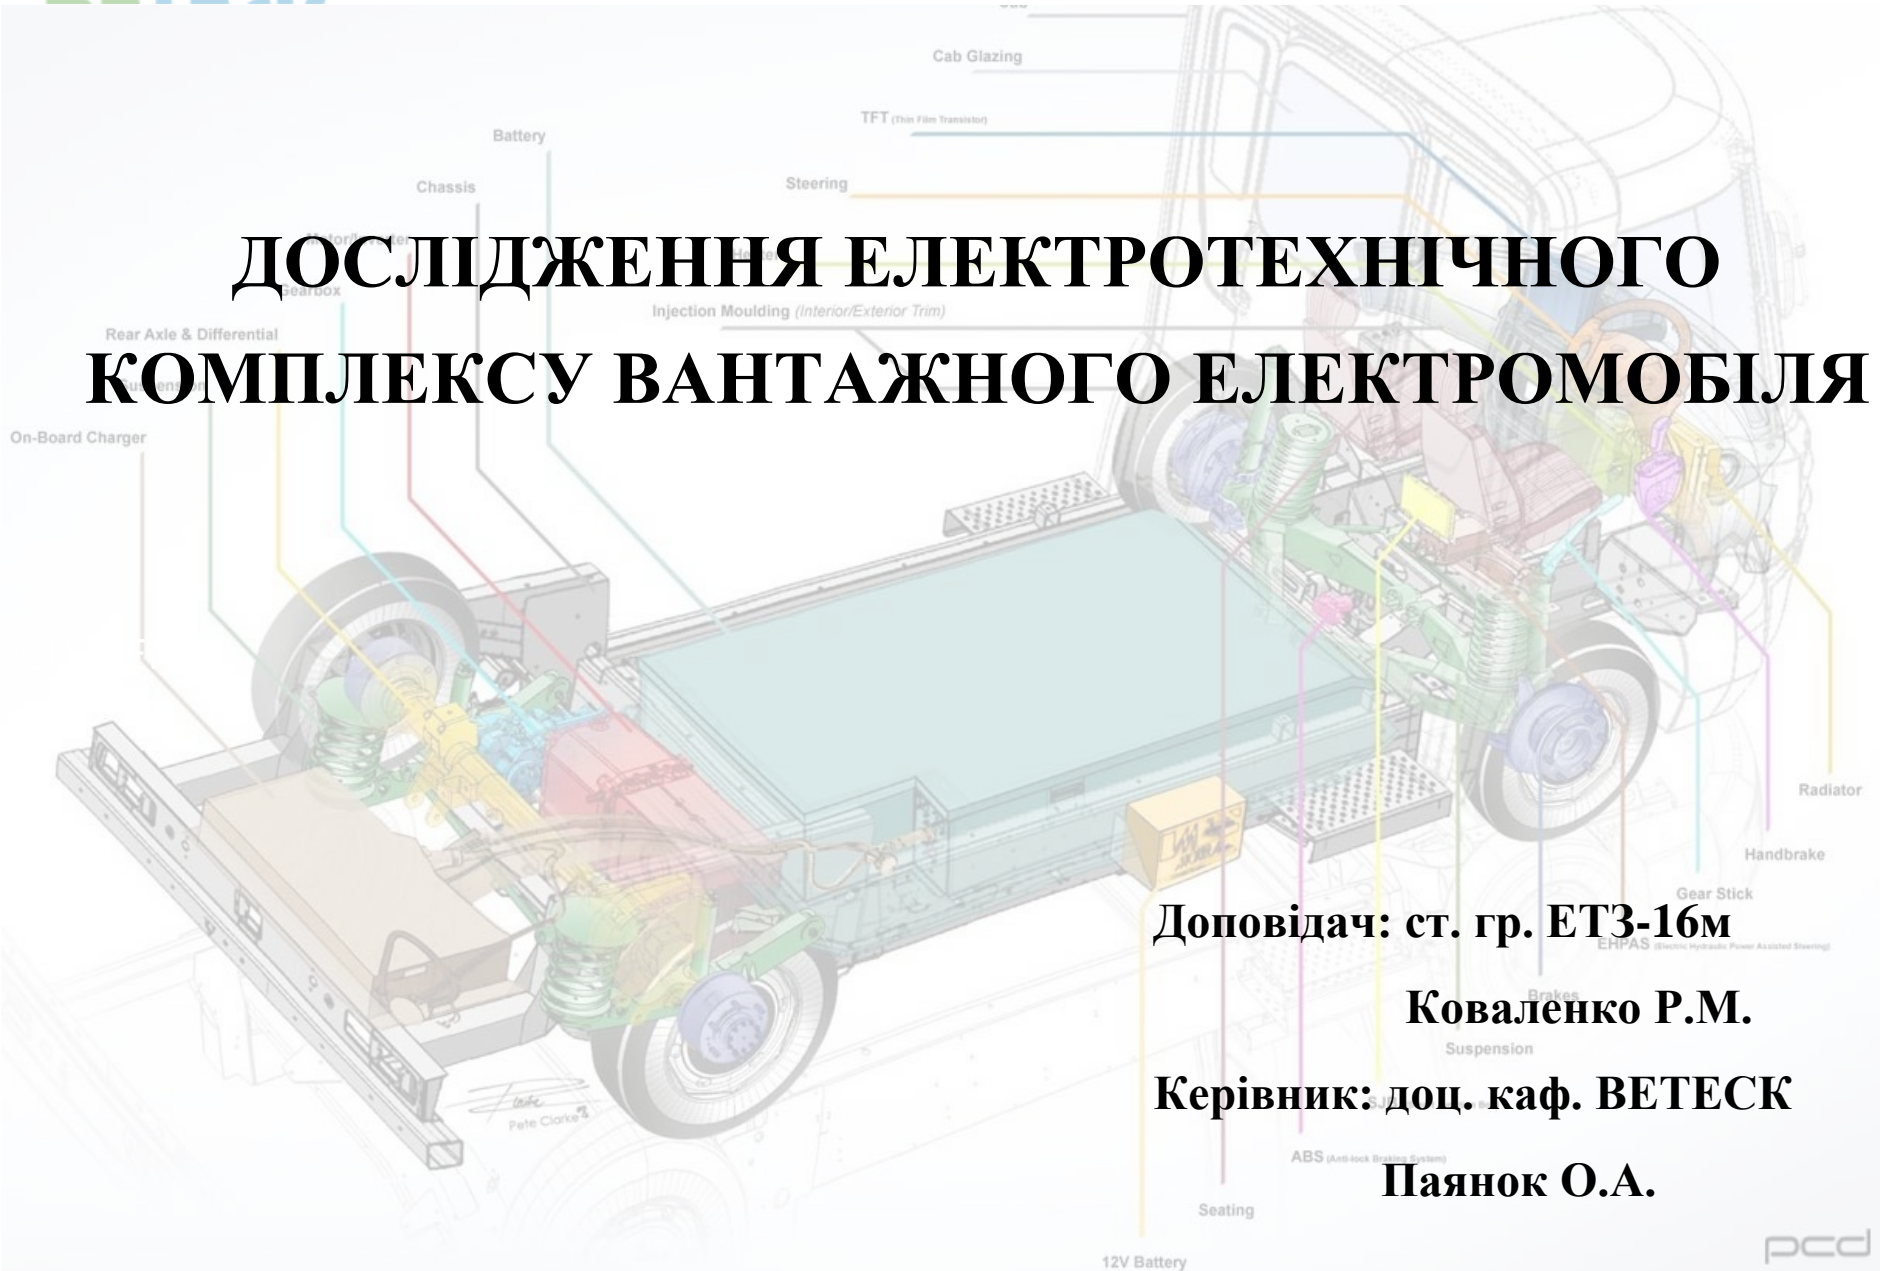 Cab Glazing
TFT (Thin Film Transistor)
Battery
Chassis
Steering
ДОСЛІДЖЕННЯ ЕЛЕКТРОТЕХНІЧНОГО
Gearbox
Injection Moulding (Interior/Exterior Trim)
Rear Axle & Differential
КОМПЛЕКСУ ВАНТАЖНОГО ЕЛЕКТРОМОБІЛЯ
On-Board Charger
Radiator
Handbrake
Gear Stick
Доповідач: ст. гр. ЕТЗ-16м
EHPAS (Electric Hydraulic Power Assisted Steering)
Brakes
Коваленко Р.М.
Suspension
Керівник: доц. каф. ВЕТЕСК
Pete Clarke
ABS (Anti-lock Braking System)
Паянок О.А.
Seating
12V Battery
pcd